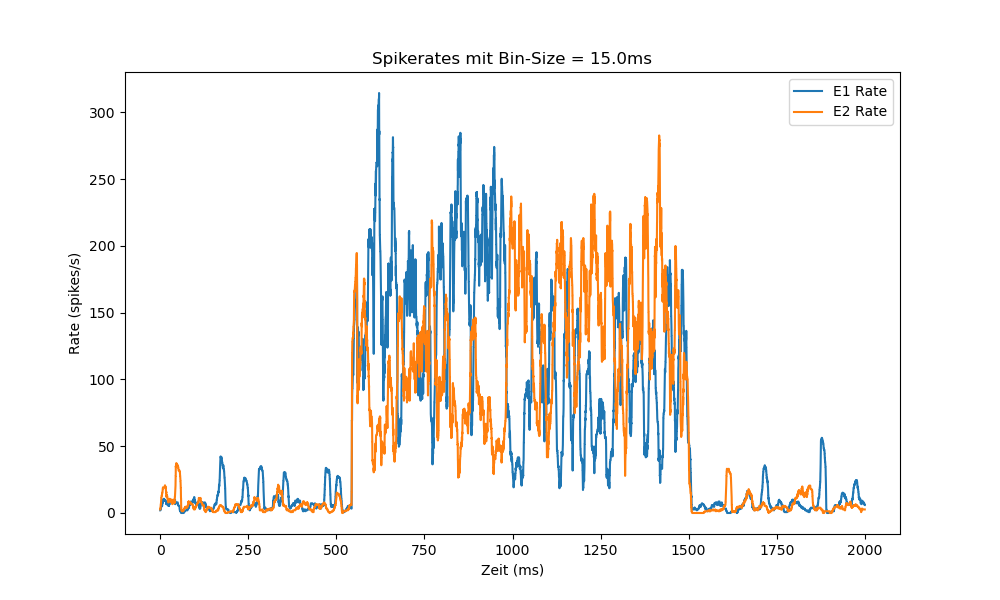 Spikerates mit Bin-Size = 15.0ms
E1 Rate
E2 Rate
Rate (spikes/s)
300
250
200
150
100
50
0
0 250 500 750 1000 1250 1500 1750 2000
Zeit (ms)